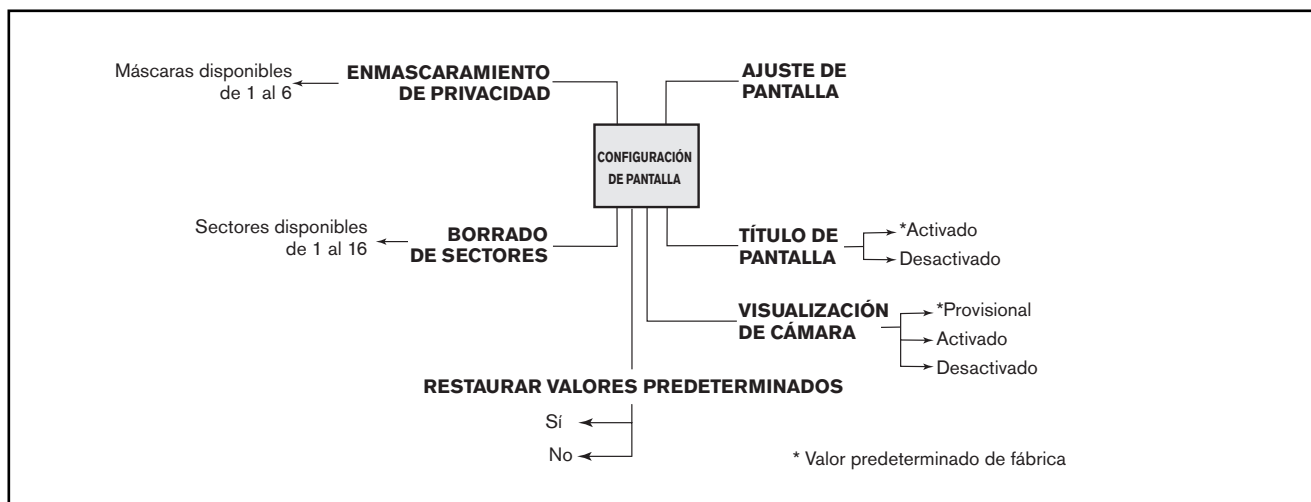 Máscaras disponibles
de 1 al 6
ENMASCARAMIENTO
DE PRIVACIDAD
AJUSTE DE
PANTALLA
CONFIGURACIÓN
DE PANTALLA
Sectores disponibles
de 1 al 16
BORRADO
DE SECTORES
TÍTULO DE
PANTALLA
*Activado
Desactivado
VISUALIZACIÓN
DE CÁMARA
*Provisional
Activado
Desactivado
RESTAURAR VALORES PREDETERMINADOS
Sí
No
* Valor predeterminado de fábrica